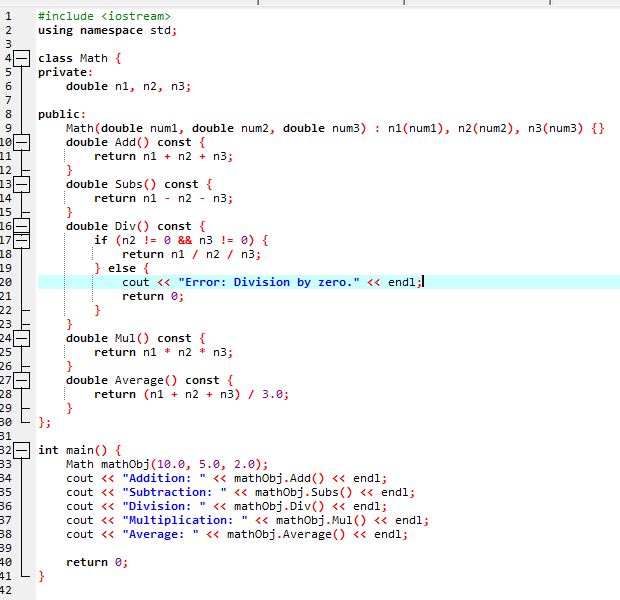 1 #include <iostream>
2 using namespace std;
3
4 class Math {
5 private:
6     double n1, n2, n3;
7
8 public:
9     Math(double num1, double num2, double num3) : n1(num1), n2(num2), n3(num3) {}
10     double Add() const {
11         return n1 + n2 + n3;
12     }
13     double Subs() const {
14         return n1 - n2 - n3;
15     }
16     double Div() const {
17         if (n2 != 0 && n3 != 0) {
18             return n1 / n2 / n3;
19         } else {
20             cout << "Error: Division by zero." << endl;
21             return 0;
22         }
23     }
24     double Mul() const {
25         return n1 * n2 * n3;
26     }
27     double Average() const {
28         return (n1 + n2 + n3) / 3.0;
29     }
30 };
31
32 int main() {
33     Math mathObj(10.0, 5.0, 2.0);
34     cout << "Addition: " << mathObj.Add() << endl;
35     cout << "Subtraction: " << mathObj.Subs() << endl;
36     cout << "Division: " << mathObj.Div() << endl;
37     cout << "Multiplication: " << mathObj.Mul() << endl;
38     cout << "Average: " << mathObj.Average() << endl;
39
40     return 0;
41 }
42